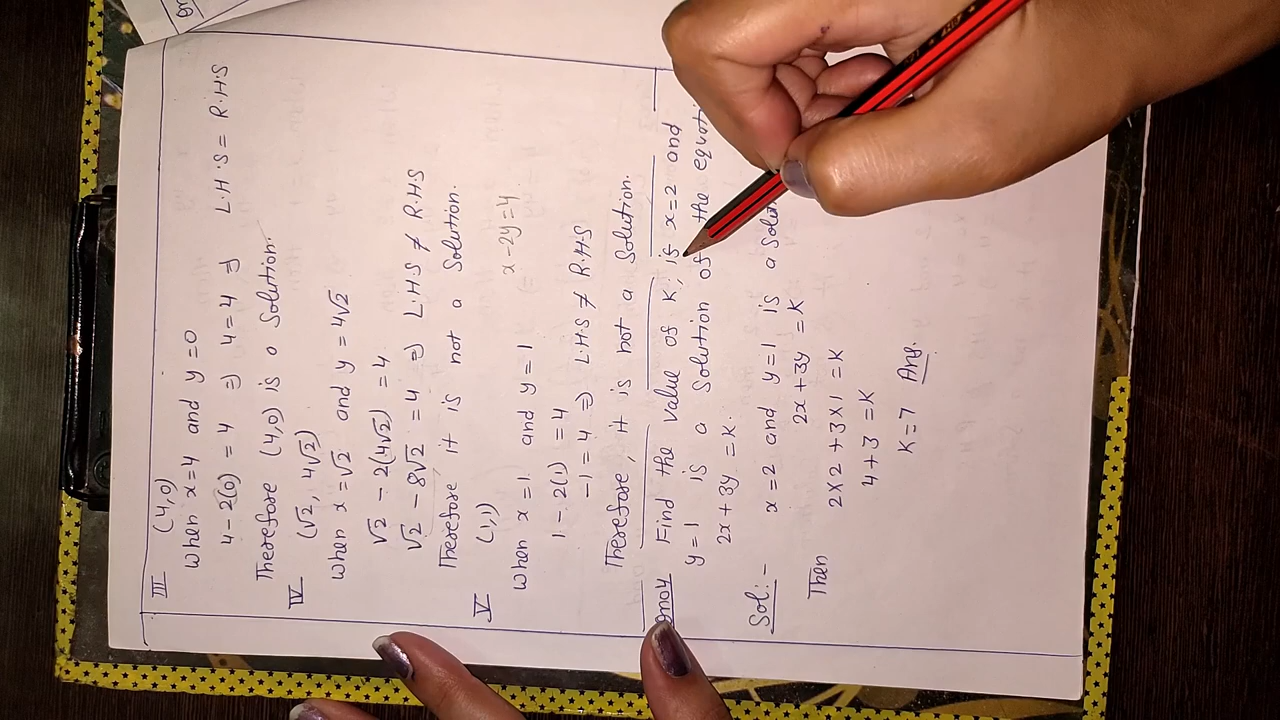 III (4,0)
When x=4 and y=0
4-2(0) = 4 ⇒ 4=4 ⇒ L.H.S = R.H.S
Therefore (4,0) is a Solution.
IV (√2, 4√2)
When x=√2 and y=4√2
√2 - 2(4√2) = 4
√2 - 8√2 = 4 ⇒ L.H.S ≠ R.H.S
Therefore it is not a Solution.
V (1,1)
When x=1 and y=1 x-2y=4
1-2(1) = 4
-1 = 4 ⇒ L.H.S ≠ R.H.S
Therefore, it is not a Solution.
Qno4 Find the value of K; if x=2 and
y=1 is a Solution of the equati
2x+3y=K.
Sol:- x=2 and y=1 is a Solut
Then 2x+3y=K
2×2+3×1=K
4+3=K
K=7 Ans.